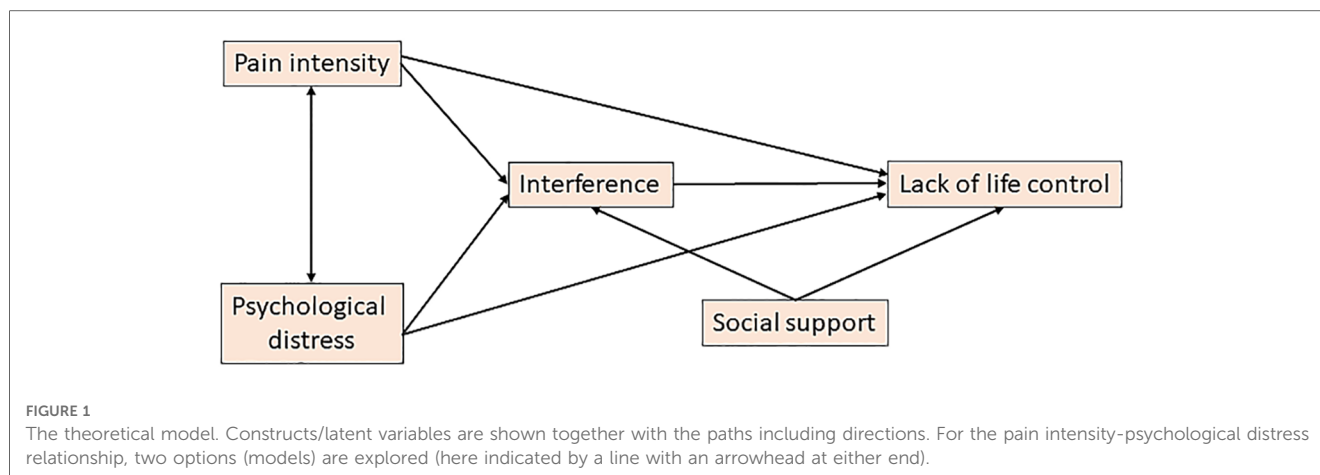 Pain intensity
Interference
Lack of life control
Psychological
distress
Social support
FIGURE 1
The theoretical model. Constructs/latent variables are shown together with the paths including directions. For the pain intensity-psychological distress
relationship, two options (models) are explored (here indicated by a line with an arrowhead at either end).